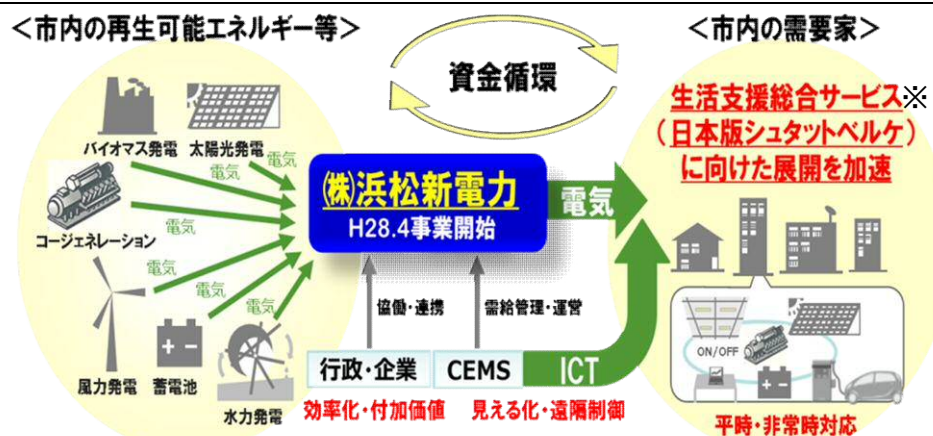 ＜市内の再生可能エネルギー等＞
資金循環
＜市内の需要家＞
バイオマス発電
太陽光発電
コージェネレーション
風力発電
蓄電池
水力発電
電気
電気
電気
電気
電気
電気
㈱浜松新電力
H28.4事業開始
電気
協働・連携
需給管理・運営
行政・企業
CEMS
ICT
効率化・付加価値
見える化・遠隔制御
生活支援総合サービス※
（日本版シュタットベルケ）
に向けた展開を加速
ON/OFF
平時・非常時対応